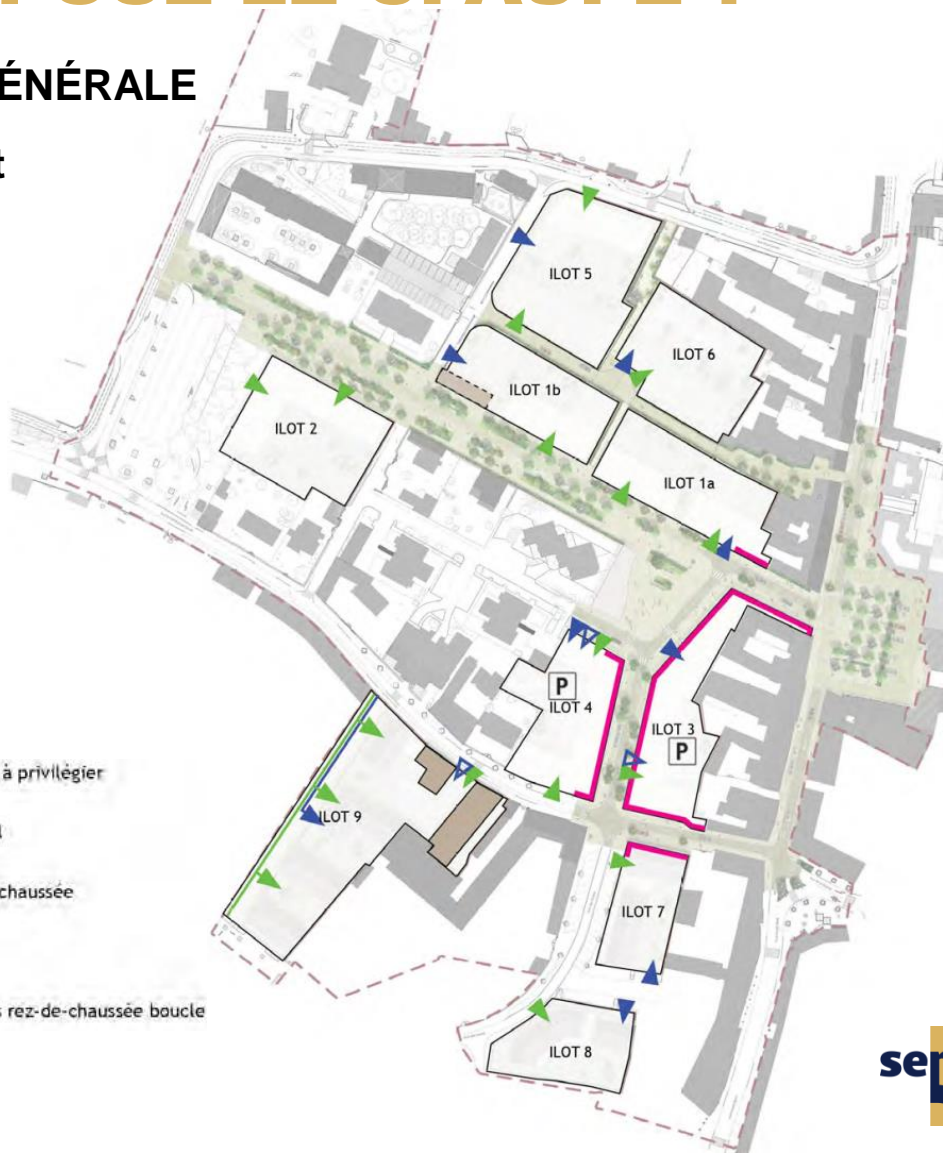 ÉNÉRALE
t
ILOT 5
ILOT 6
ILOT 1b
ILOT 2
ILOT 1a
P
ILOT 4
ILOT 3
P
à privilégier
ILOT 9
chaussée
ILOT 7
s rez-de-chaussée boucle
ILOT 8
se